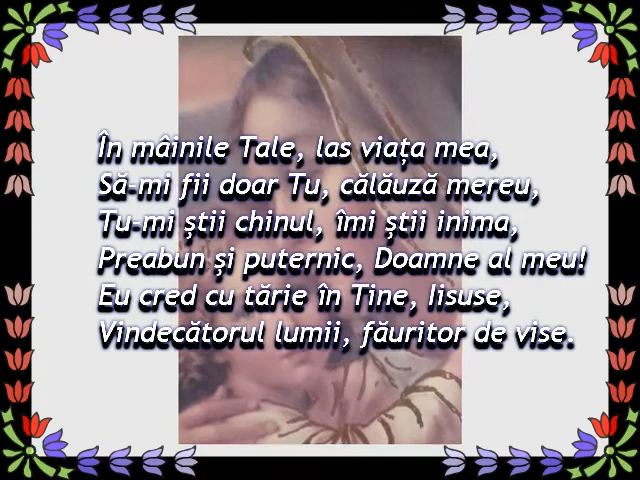 În mâinile Tale, las viața mea,
Să-mi fii doar Tu, călăuză mereu,
Tu-mi știi chinul, îmi știi inima,
Preabun și puternic, Doamne al meu!
Eu cred cu tărie în Tine, Iisuse,
Vindecătorul lumii, făuritor de vise.